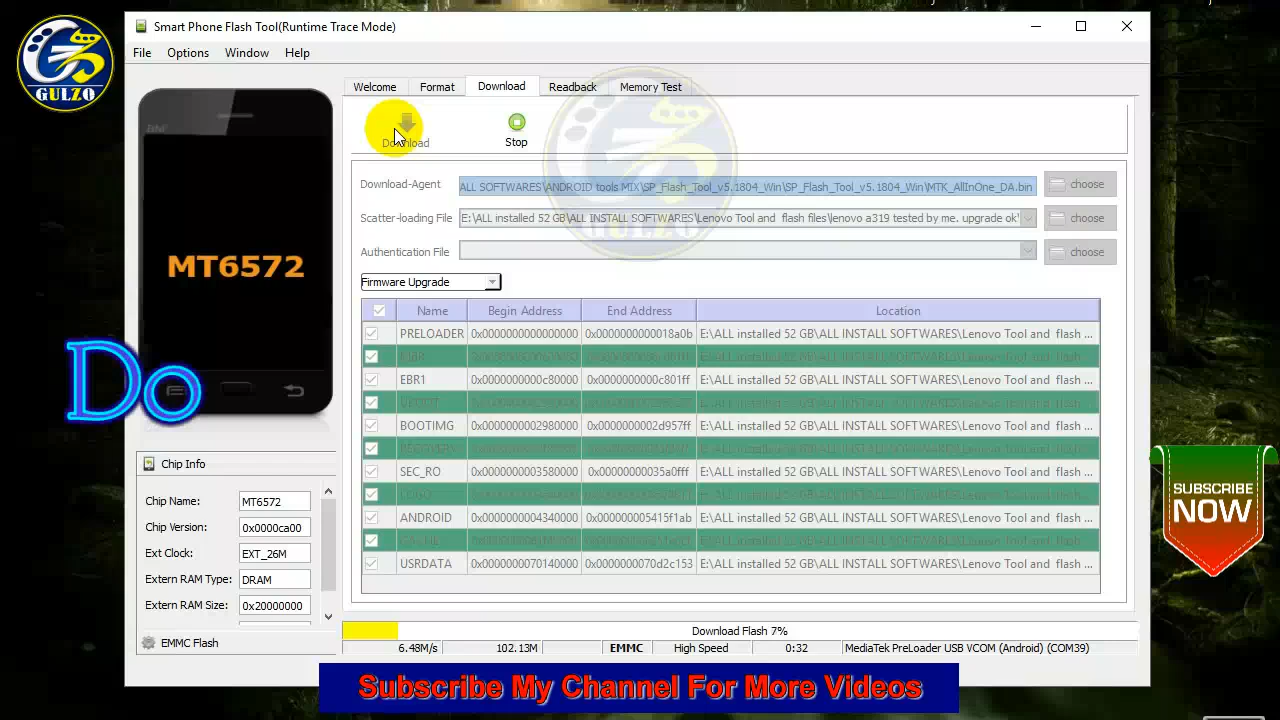 Smart Phone Flash Tool(Runtime Trace Mode)
GULZO
File Options Window Help
Welcome Format Download Readback Memory Test
Download Stop
Download-Agent ALL SOFTWARES\ANDROID tools MIX\SP_Flash_Tool_v5.1804_Win\SP_Flash_Tool_v5.1804_Win\MTK_AllInOne_DA.bin choose
Scatter-loading File E:\ALL installed 52 GB\ALL INSTALL SOFTWARES\Lenovo Tool and flash files\lenovo a319 tested by me. upgrade ok\ choose
GULZO
Authentication File choose
MT6572
Firmware Upgrade
Name Begin Address End Address Location
PRELOADER 0x0000000000000000 0x0000000000018a0b E:\ALL installed 52 GB\ALL INSTALL SOFTWARES\Lenovo Tool and flash ...
EBR1 0x0000000000c80000 0x0000000000c801ff E:\ALL installed 52 GB\ALL INSTALL SOFTWARES\Lenovo Tool and flash ...
Do
BOOTIMG 0x0000000002980000 0x0000000002d957ff E:\ALL installed 52 GB\ALL INSTALL SOFTWARES\Lenovo Tool and flash ...
SEC_RO 0x0000000003580000 0x00000000035a0fff E:\ALL installed 52 GB\ALL INSTALL SOFTWARES\Lenovo Tool and flash ...
ANDROID 0x0000000004340000 0x000000005415f1ab E:\ALL installed 52 GB\ALL INSTALL SOFTWARES\Lenovo Tool and flash ...
USRDATA 0x0000000070140000 0x0000000070d2c153 E:\ALL installed 52 GB\ALL INSTALL SOFTWARES\Lenovo Tool and flash ...
Chip Info
Chip Name: MT6572
Chip Version: 0x0000ca00
Ext Clock: EXT_26M
Extern RAM Type: DRAM
Extern RAM Size: 0x20000000
EMMC Flash
SUBSCRIBE
NOW
Download Flash 7%
6.48M/s 102.13M EMMC High Speed 0:32 MediaTek PreLoader USB VCOM (Android) (COM39)
Subscribe My Channel For More Videos